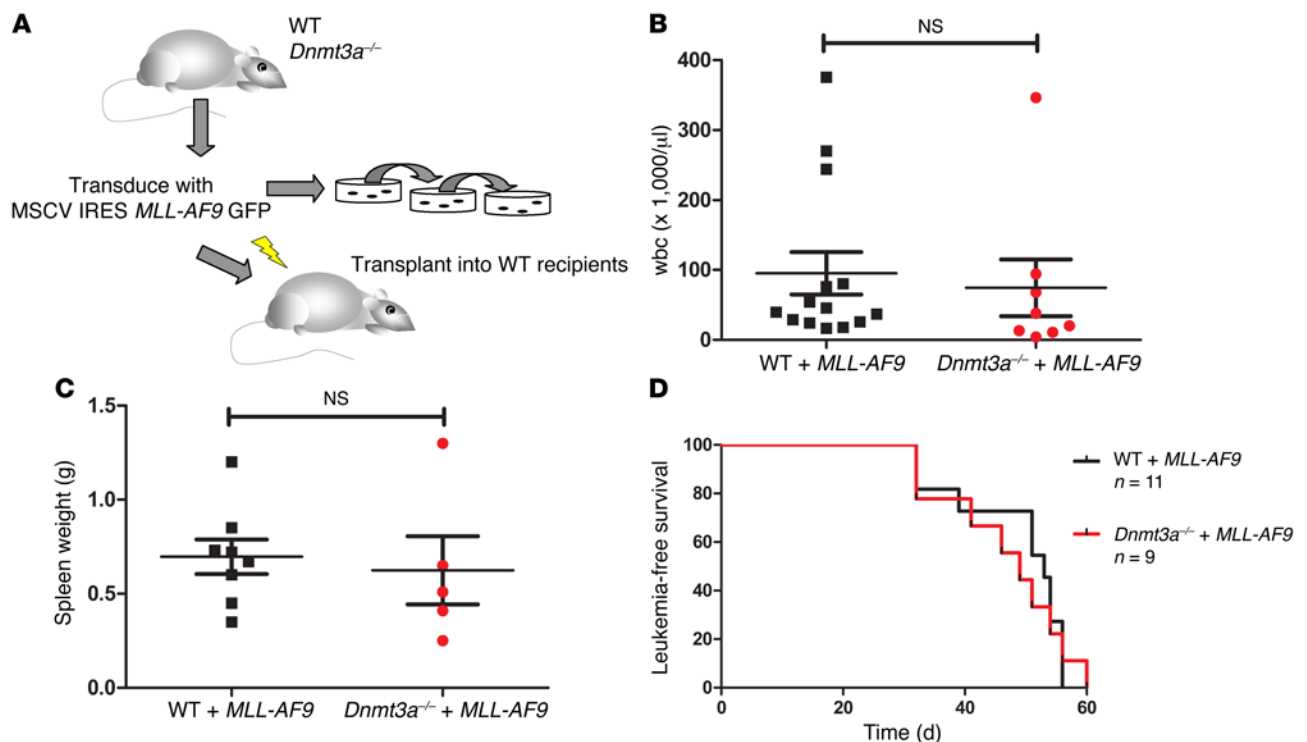 A
WT
Dnmt3a–/–
Transduce with
MSCV IRES MLL-AF9 GFP
Transplant into WT recipients
B
NS
400
300
200
100
0
wbc (x 1,000/µl)
WT + MLL-AF9
Dnmt3a–/– + MLL-AF9
C
NS
1.5
1.0
0.5
0.0
Spleen weight (g)
WT + MLL-AF9
Dnmt3a–/– + MLL-AF9
D
100
80
60
40
20
0
Leukemia-free survival
0 20 40 60
Time (d)
WT + MLL-AF9
n = 11
Dnmt3a–/– + MLL-AF9
n = 9